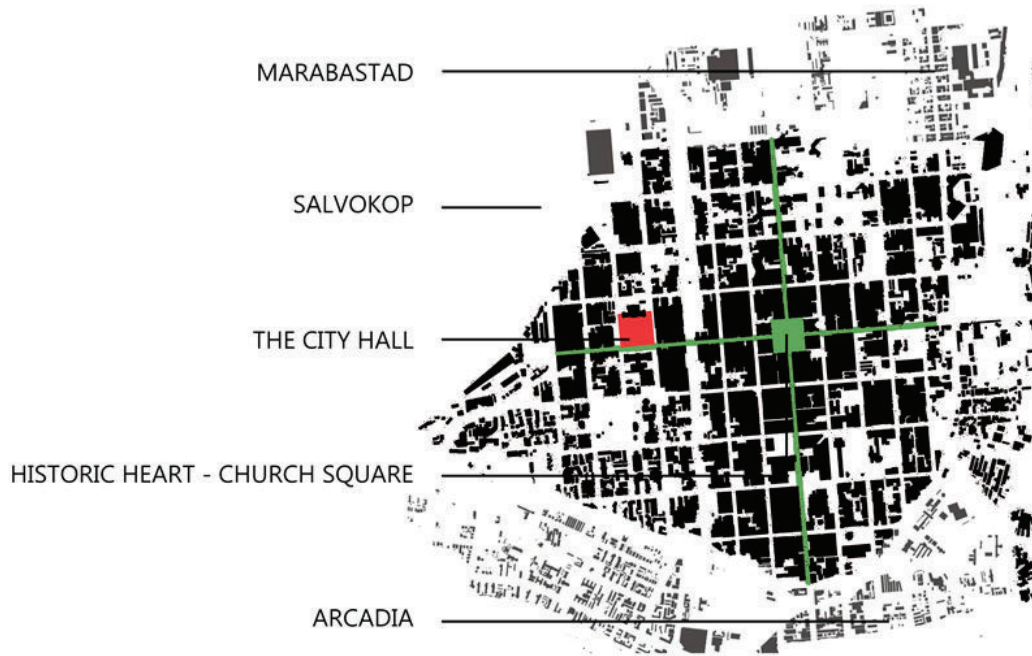 MARABASTAD
SALVOKOP
THE CITY HALL
HISTORIC HEART - CHURCH SQUARE
ARCADIA